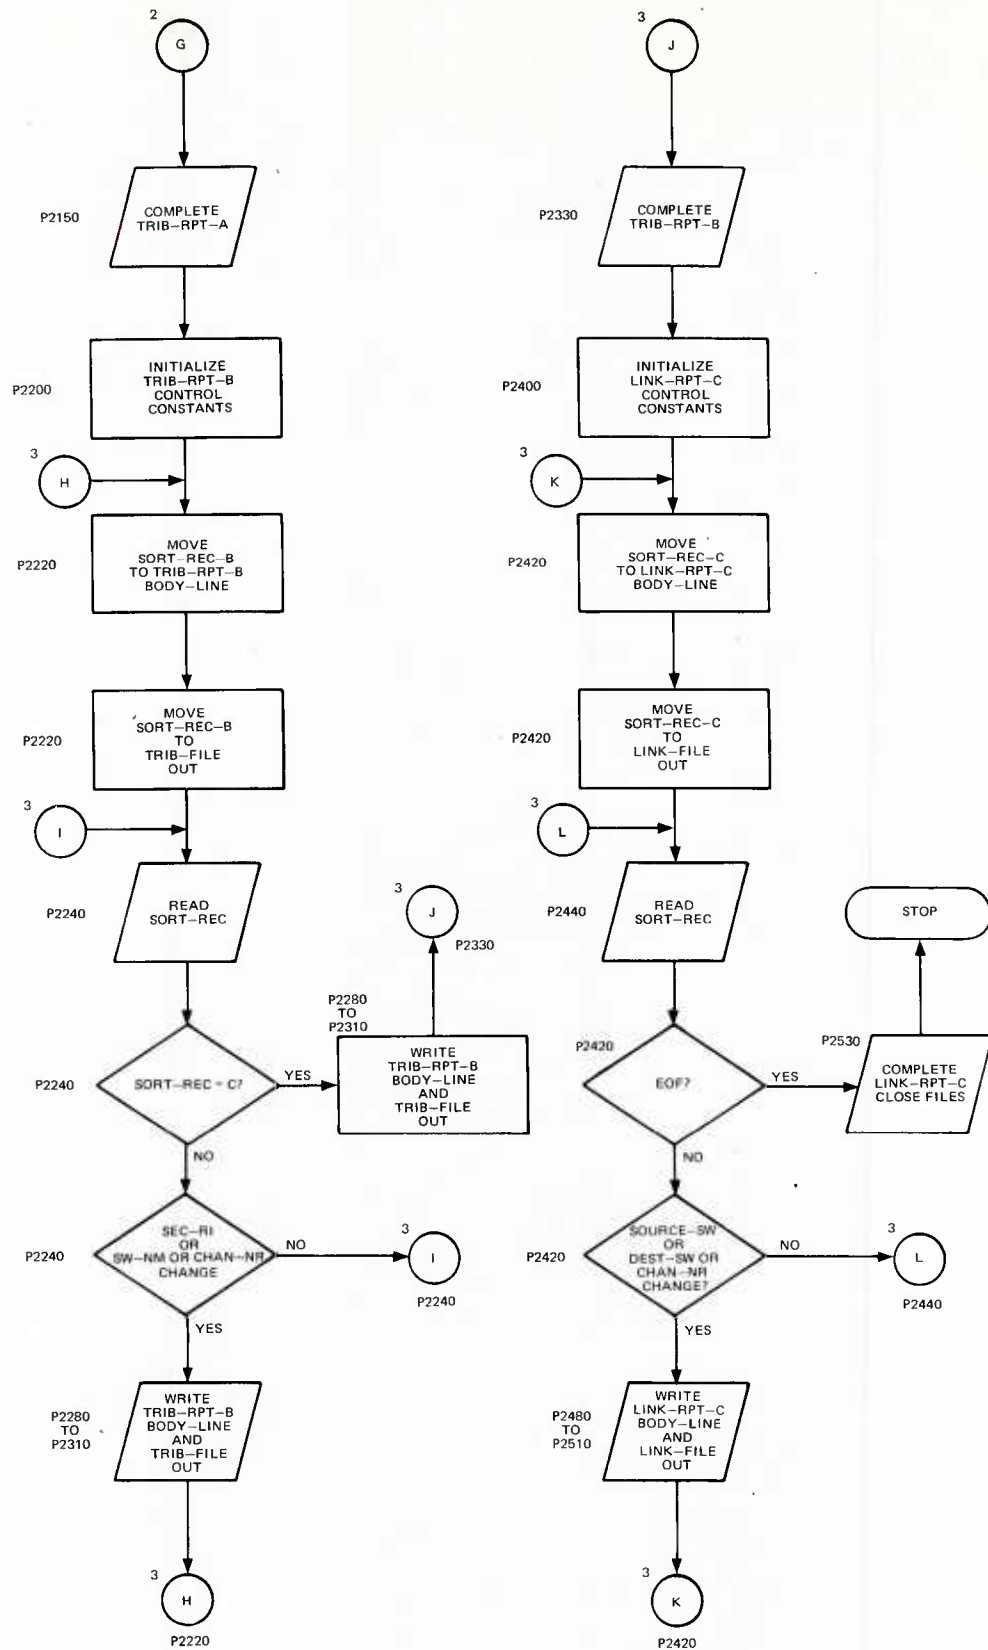 2
G
P2150
COMPLETE
TRIB-RPT-A
P2200
INITIALIZE
TRIB-RPT-B
CONTROL
CONSTANTS
3
H
P2220
MOVE
SORT-REC-B
TO TRIB-RPT-B
BODY-LINE
P2220
MOVE
SORT-REC-B
TO
TRIB-FILE
OUT
3
I
P2240
READ
SORT-REC
P2240
SORT-REC = C?
YES
P2280
TO
P2310
WRITE
TRIB-RPT-B
BODY-LINE
AND
TRIB-FILE
OUT
3
J
P2330
NO
P2240
SEC-RI
OR
SW-NM OR CHAN-NR
CHANGE
NO
3
I
P2240
YES
P2280
TO
P2310
WRITE
TRIB-RPT-B
BODY-LINE
AND
TRIB-FILE
OUT
3
H
P2220
3
J
P2330
COMPLETE
TRIB-RPT-B
P2400
INITIALIZE
LINK-RPT-C
CONTROL
CONSTANTS
3
K
P2420
MOVE
SORT-REC-C
TO LINK-RPT-C
BODY-LINE
P2420
MOVE
SORT-REC-C
TO
LINK-FILE
OUT
3
L
P2440
READ
SORT-REC
P2420
EOF?
YES
P2530
COMPLETE
LINK-RPT-C
CLOSE FILES
STOP
NO
P2420
SOURCE-SW
OR
DEST-SW OR
CHAN-NR
CHANGE?
NO
3
L
P2440
YES
P2480
TO
P2510
WRITE
LINK-RPT-C
BODY-LINE
AND
LINK-FILE
OUT
3
K
P2420